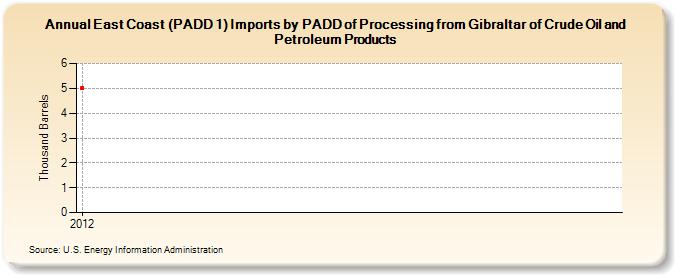 Annual East Coast (PADD 1) Imports by PADD of Processing from Gibraltar of Crude Oil and
Petroleum Products
Thousand Barrels
6
5
4
3
2
1
0
2012
Source: U.S. Energy Information Administration